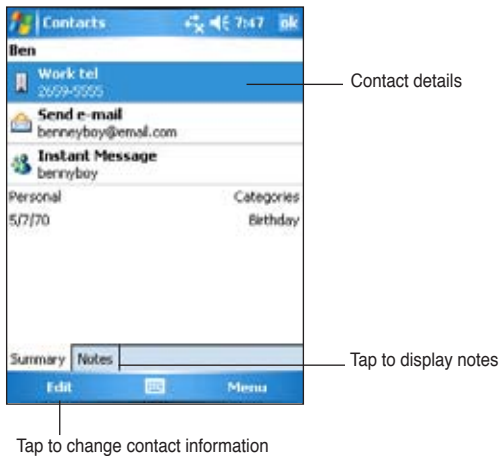 Contacts 7:47 ok
Ben
Work tel
2659-5555
Contact details
Send e-mail
benneyboy@email.com
Instant Message
bennyboy
Personal Categories
5/7/70 Birthday
Summary Notes
Tap to display notes
Edit Menu
Tap to change contact information